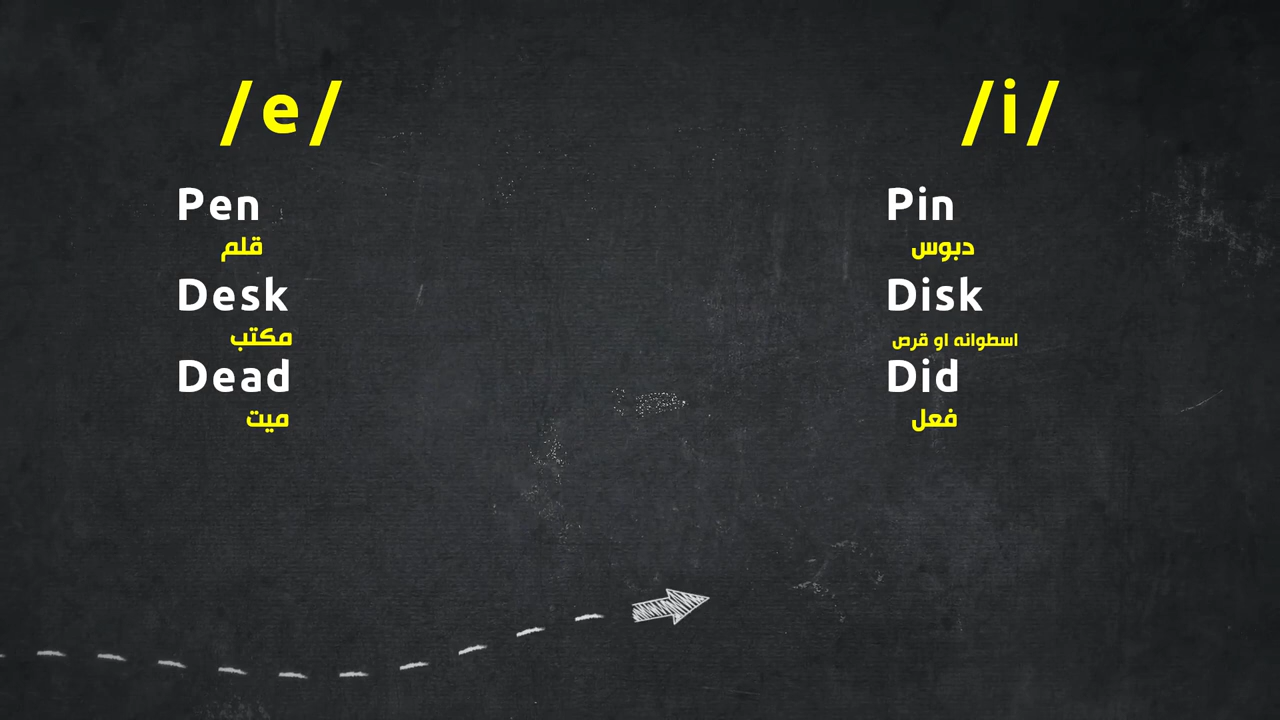 /e/
Pen
قلم
Desk
مكتب
Dead
ميت
/i/
Pin
دبوس
Disk
اسطوانه او قرص
Did
فعل